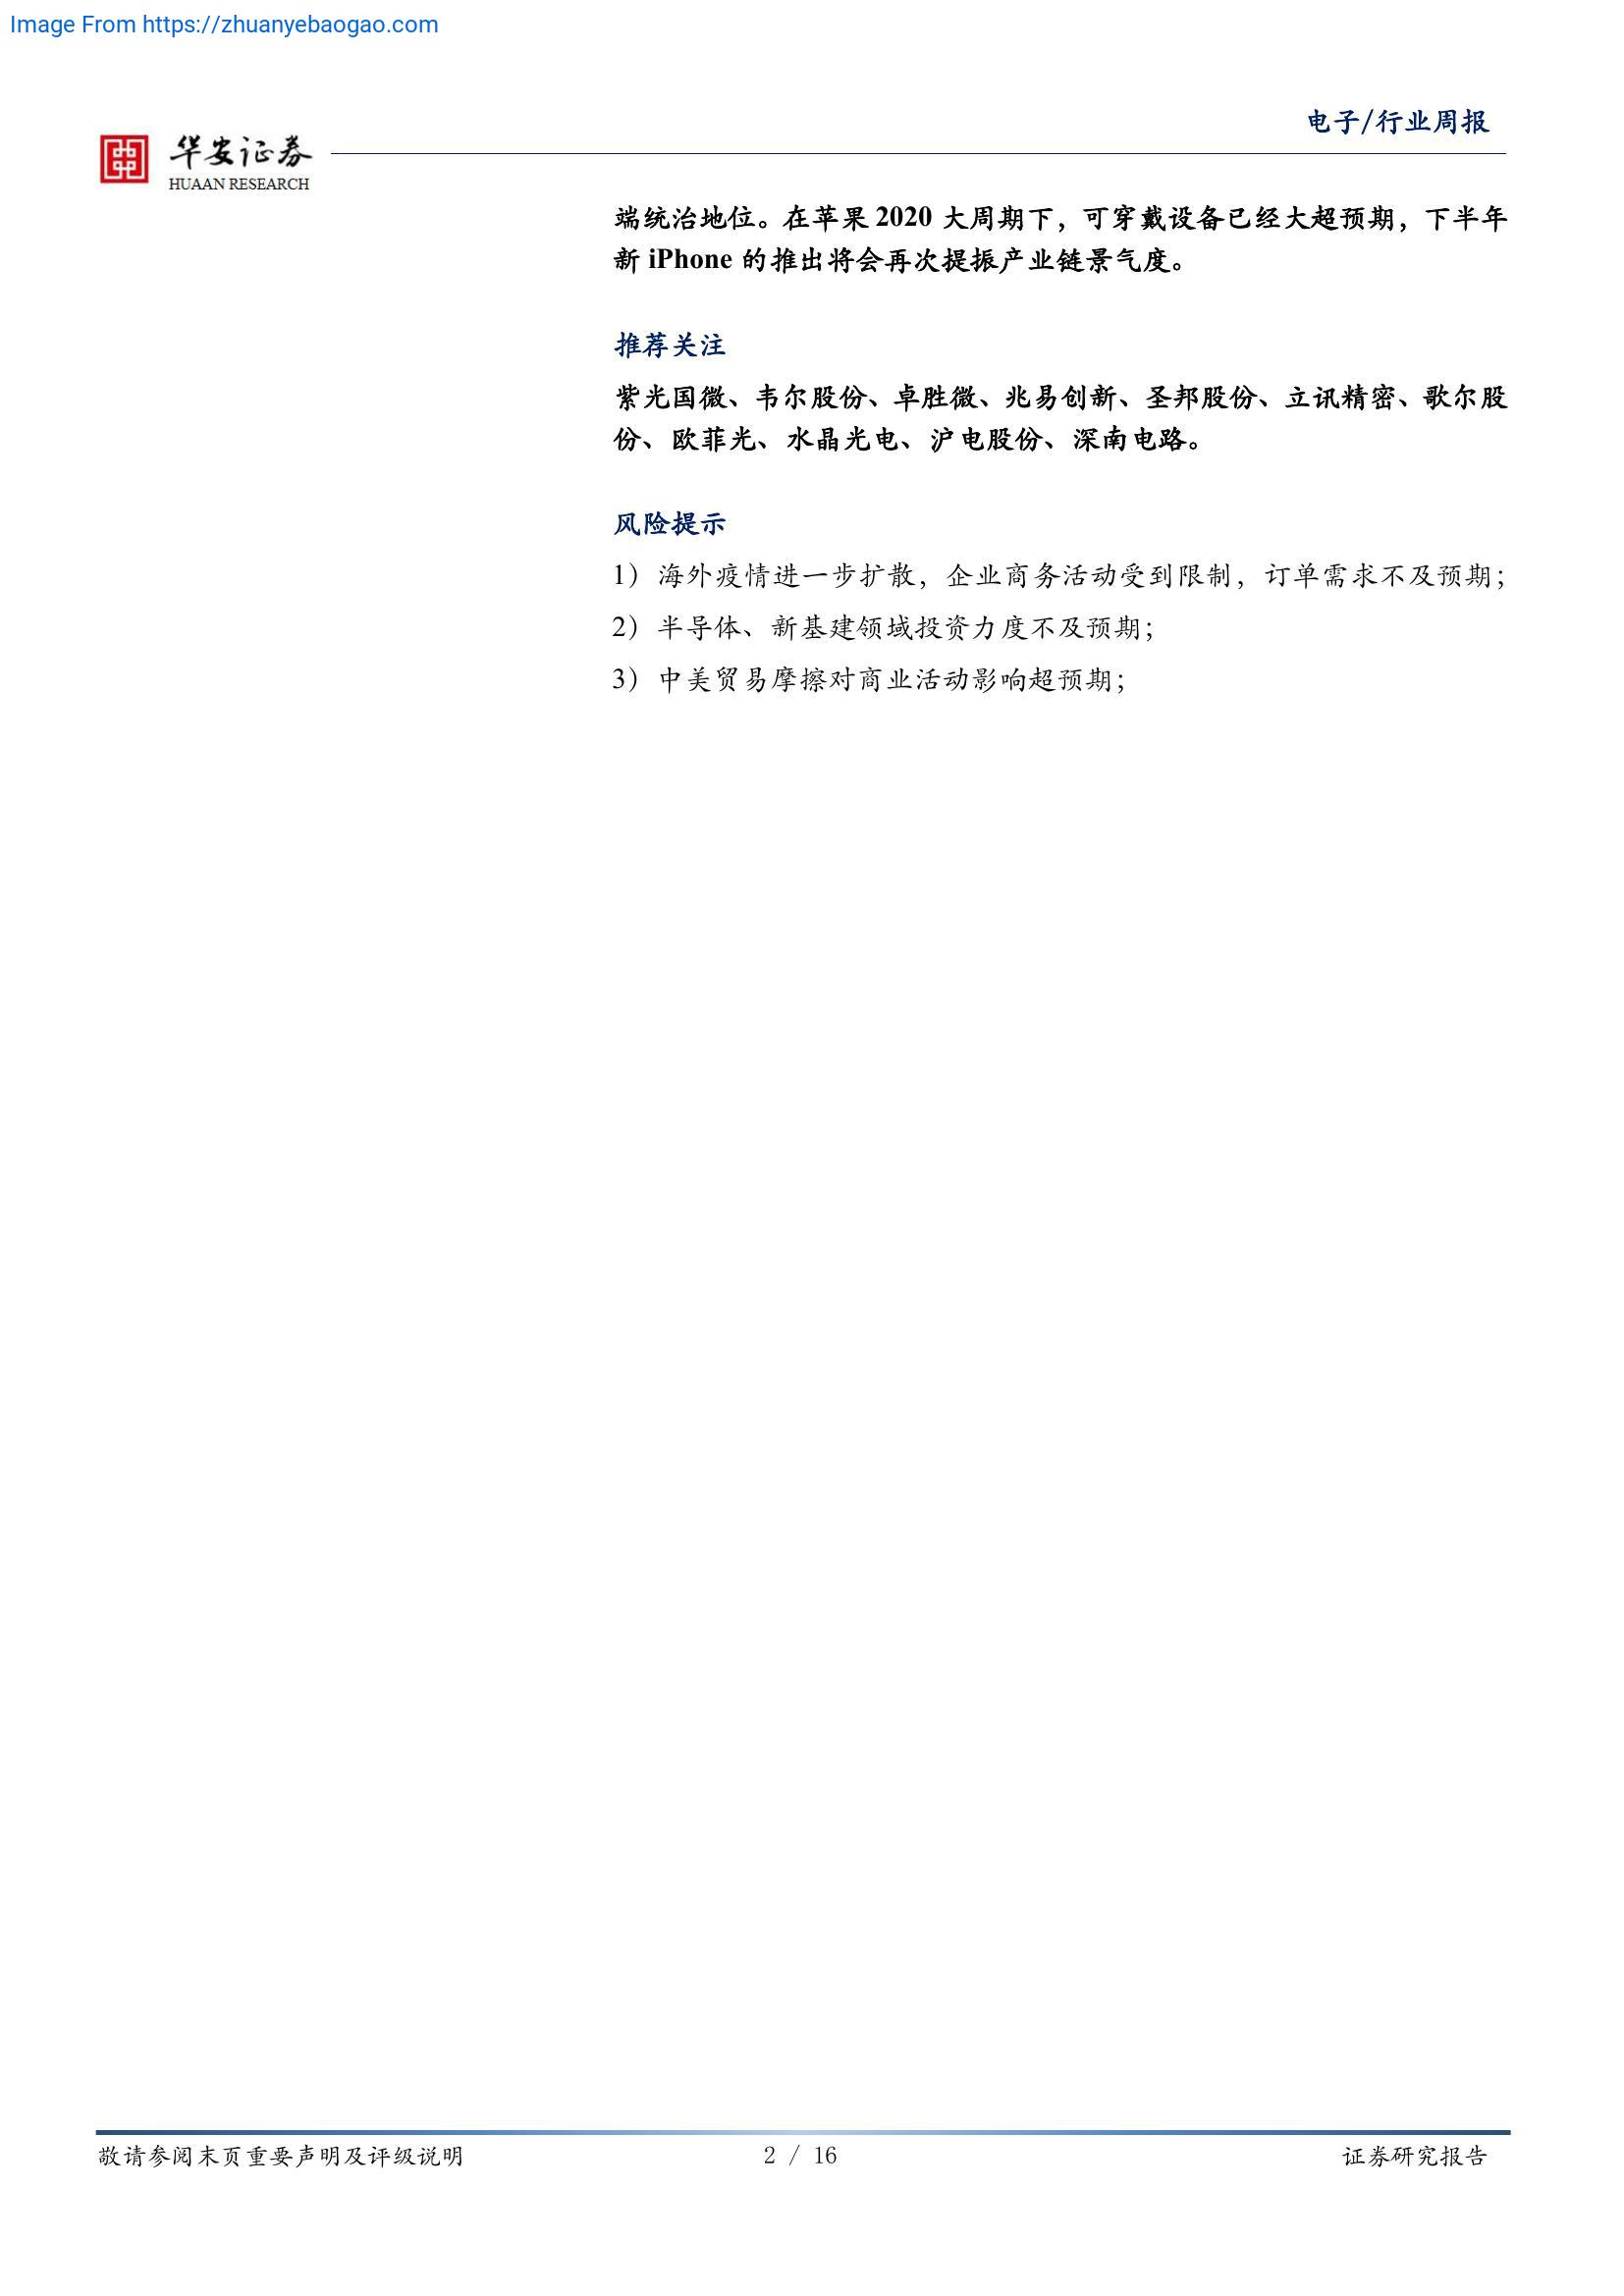 Image From https://zhuanyebaogao.com
电子/行业周报
华安证券
HUAAN RESEARCH
端统治地位。在苹果 2020 大周期下，可穿戴设备已经大超预期，下半年
新 iPhone 的推出将会再次提振产业链景气度。
推荐关注
紫光国微、韦尔股份、卓胜微、兆易创新、圣邦股份、立讯精密、歌尔股
份、欧菲光、水晶光电、沪电股份、深南电路。
风险提示
1）海外疫情进一步扩散，企业商务活动受到限制，订单需求不及预期；
2）半导体、新基建领域投资力度不及预期；
3）中美贸易摩擦对商业活动影响超预期；
敬请参阅末页重要声明及评级说明
2 / 16
证券研究报告